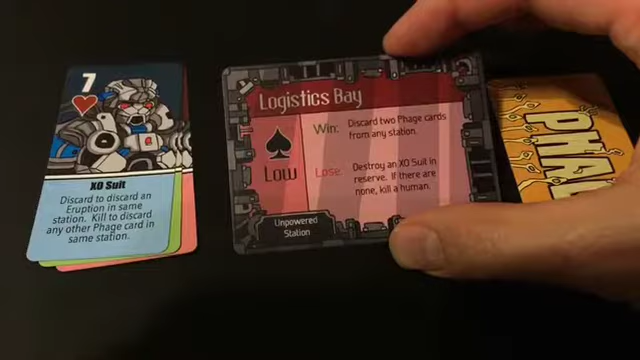 7
XO Suit
Discard to discard an
Eruption in same
station. Kill to discard
any other Phage card in
same station.
Logistics Bay
Low
Win: Discard two Phage cards
from any station.
Lose: Destroy an XO Suit in
reserve. If there are
none, kill a human.
Unpowered
Station
PHAG